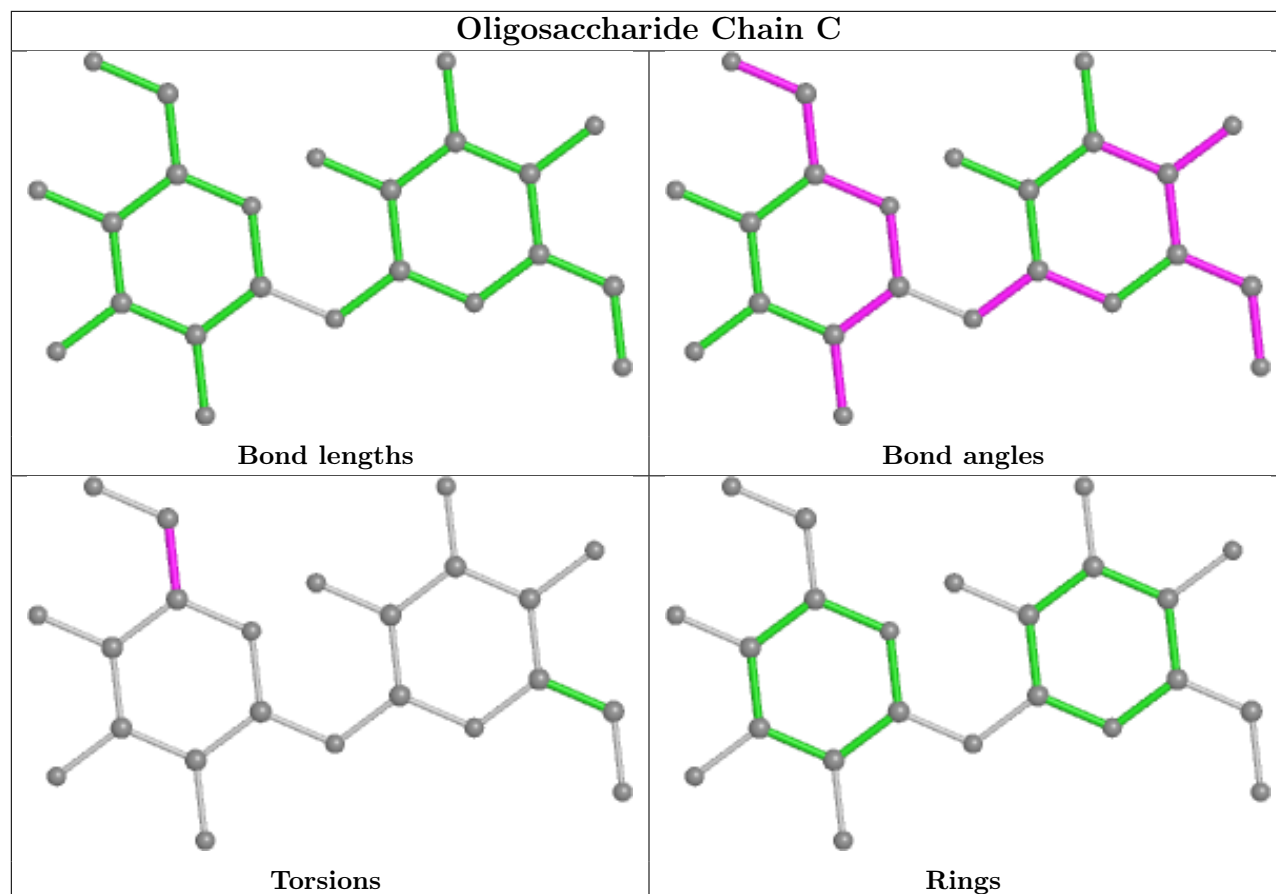 Oligosaccharide Chain C
Bond lengths
Bond angles
Torsions
Rings